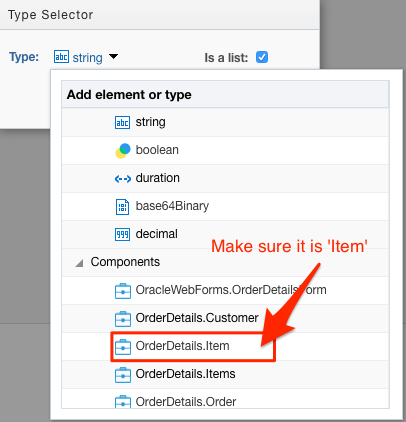 Type Selector
Type: abc string Is a list:
Add element or type
abc string
boolean
duration
base64Binary
999 decimal
Make sure it is 'Item'
Components
OracleWebForms.OrderDetailsForm
OrderDetails.Customer
OrderDetails.Item
OrderDetails.Items
OrderDetails.Order